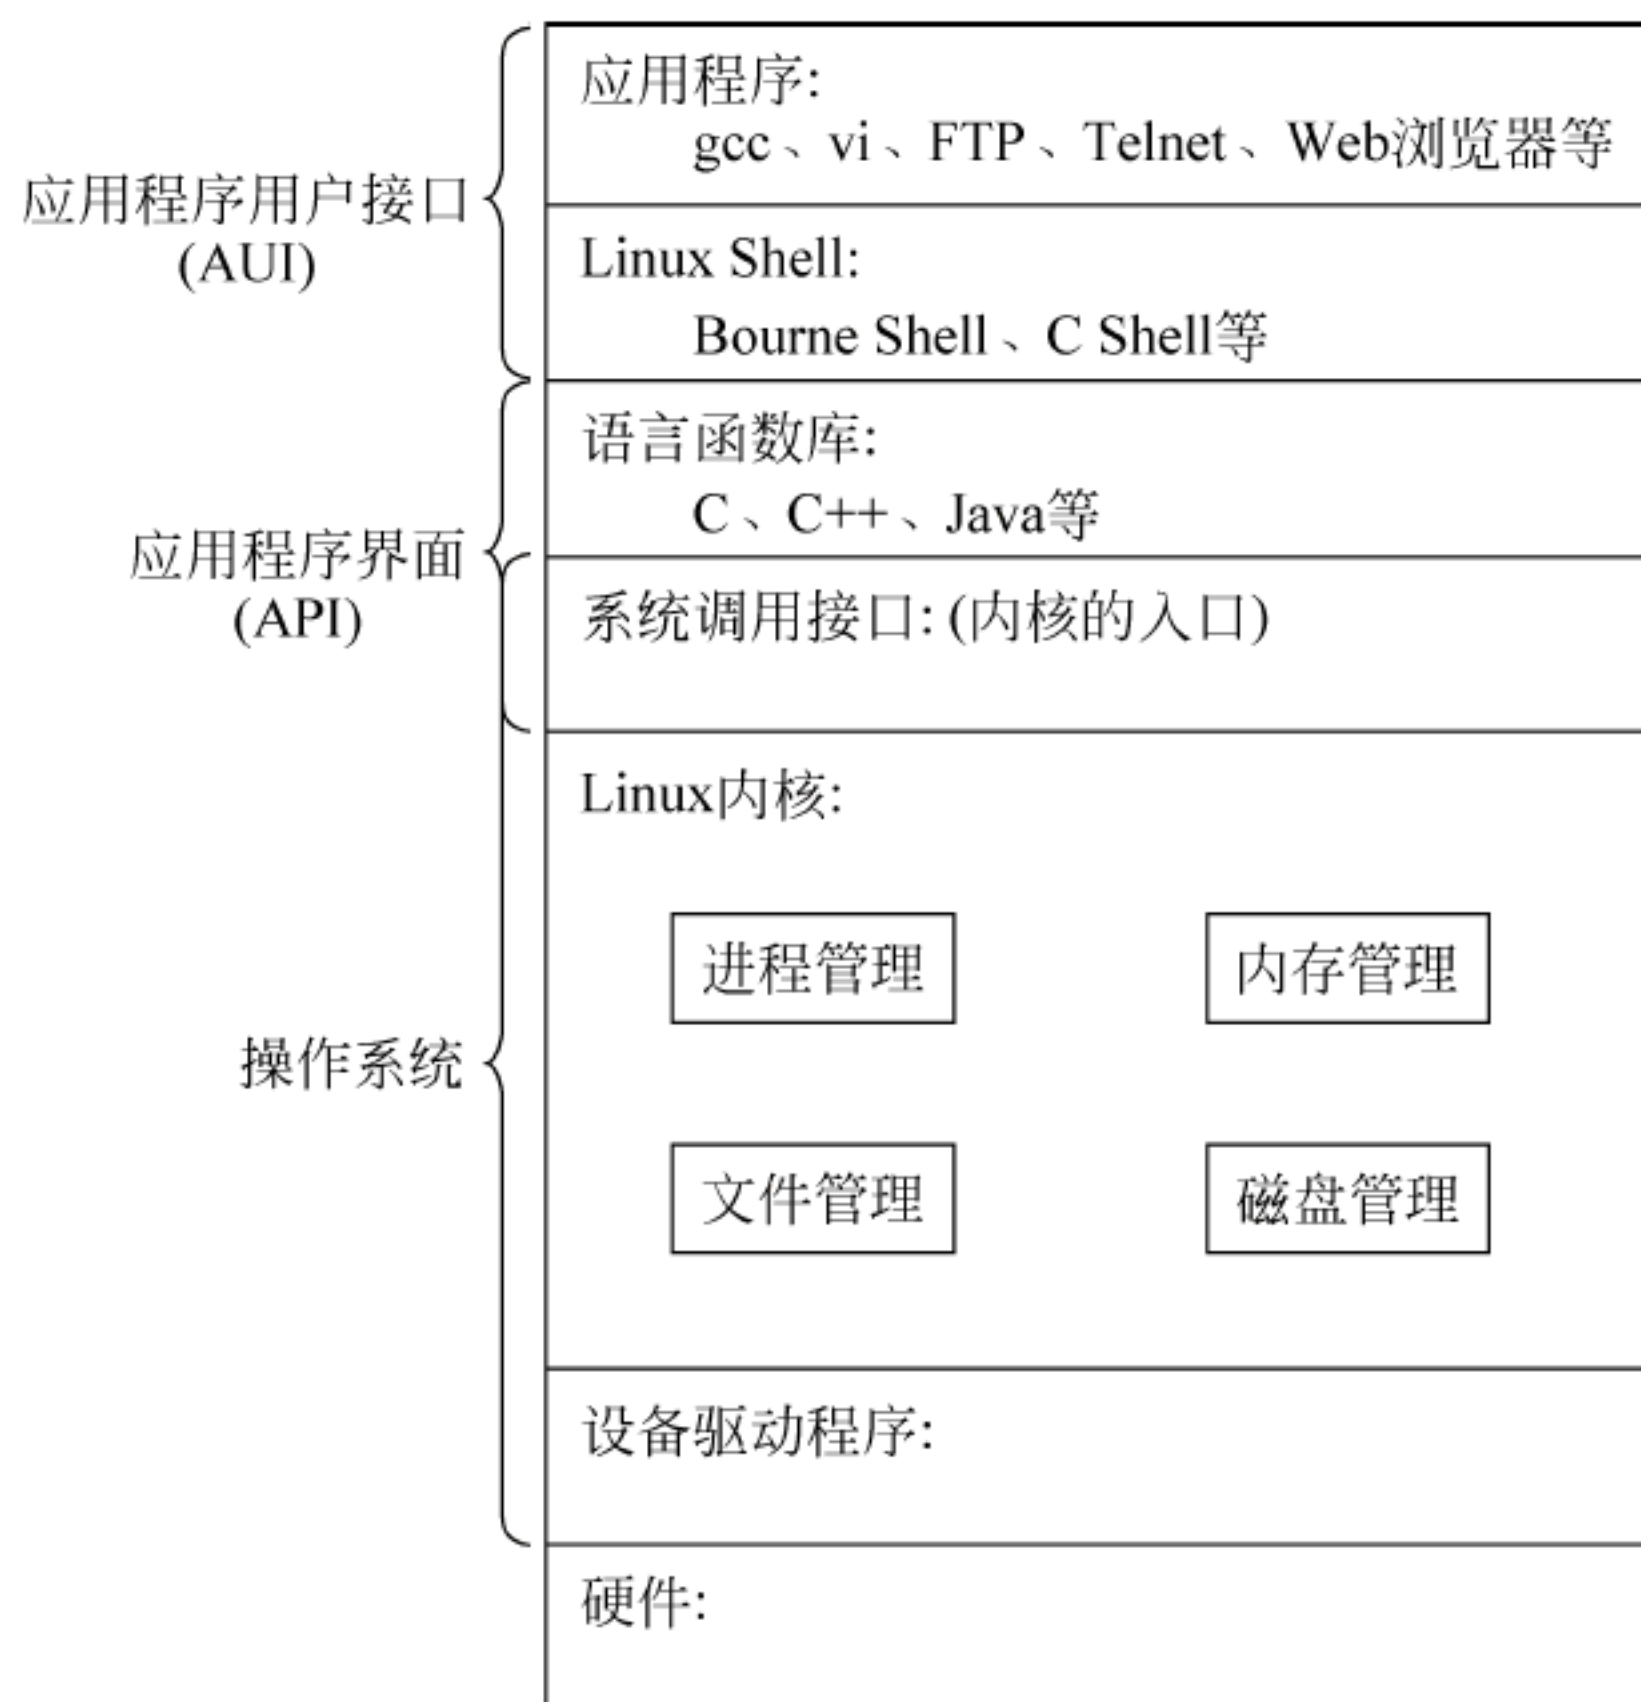 应用程序:
gcc、vi、FTP、Telnet、Web浏览器等
应用程序用户接口
(AUI)
Linux Shell:
Bourne Shell、C Shell等
语言函数库:
C、C++、Java等
应用程序界面
(API)
系统调用接口: (内核的入口)
Linux内核:
进程管理
内存管理
操作系统
文件管理
磁盘管理
设备驱动程序:
硬件: